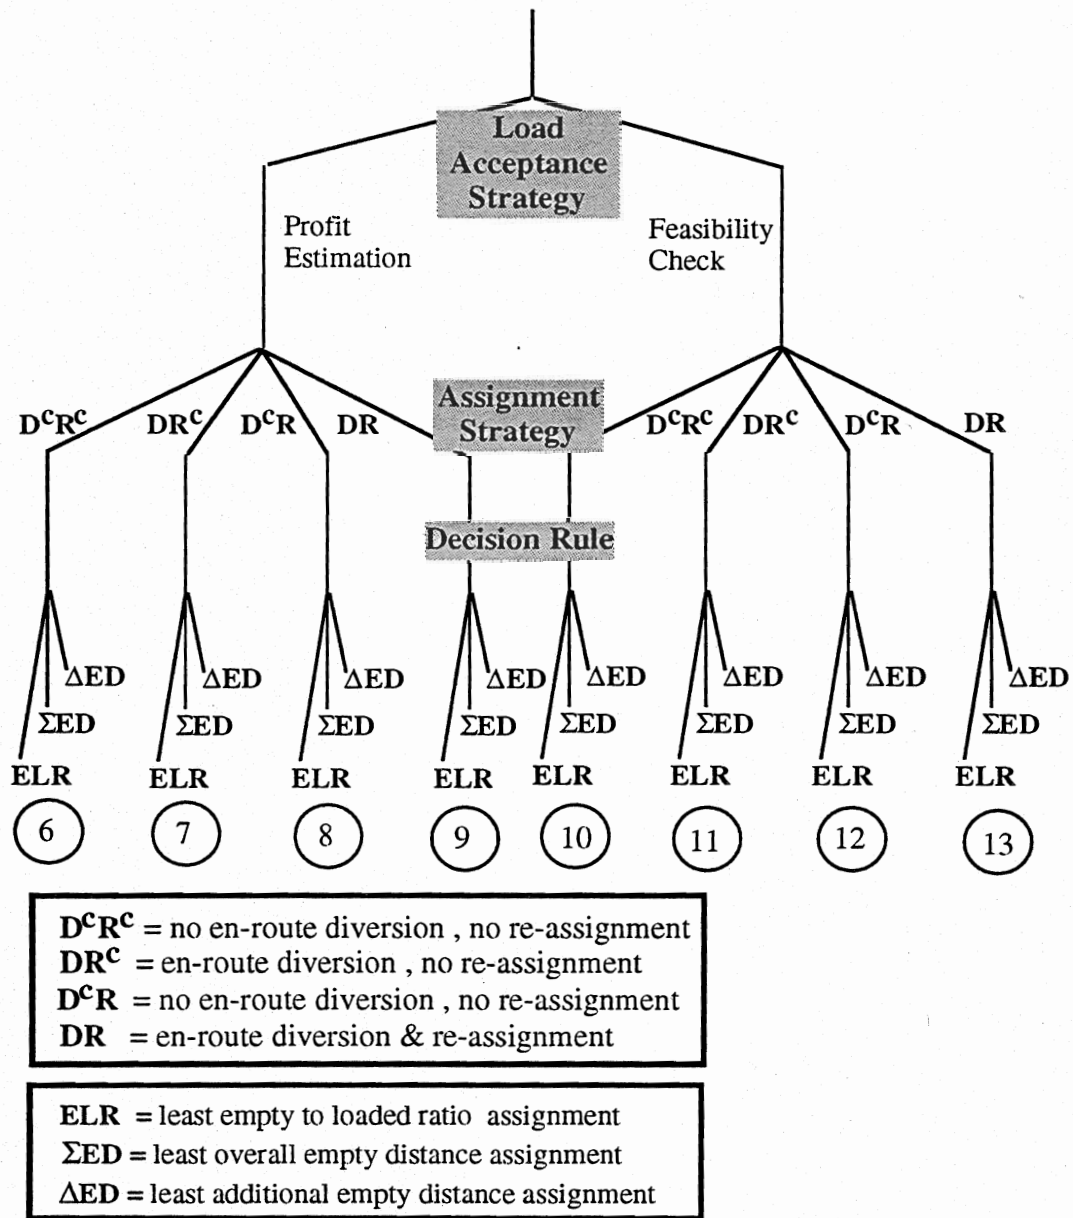 Load
Acceptance
Strategy
Profit
Estimation
Feasibility
Check
Assignment
Strategy
DᶜRᶜ DRᶜ DᶜR DR DᶜRᶜ DRᶜ DᶜR DR
Decision Rule
ΔED ΔED ΔED ΔED ΔED ΔED ΔED ΔED
ΣED ΣED ΣED ΣED ΣED ΣED ΣED ΣED
ELR ELR ELR ELR ELR ELR ELR ELR
6 7 8 9 10 11 12 13
DᶜRᶜ = no en-route diversion , no re-assignment
DRᶜ = en-route diversion , no re-assignment
DᶜR = no en-route diversion , no re-assignment
DR = en-route diversion & re-assignment
ELR = least empty to loaded ratio assignment
ΣED = least overall empty distance assignment
ΔED = least additional empty distance assignment